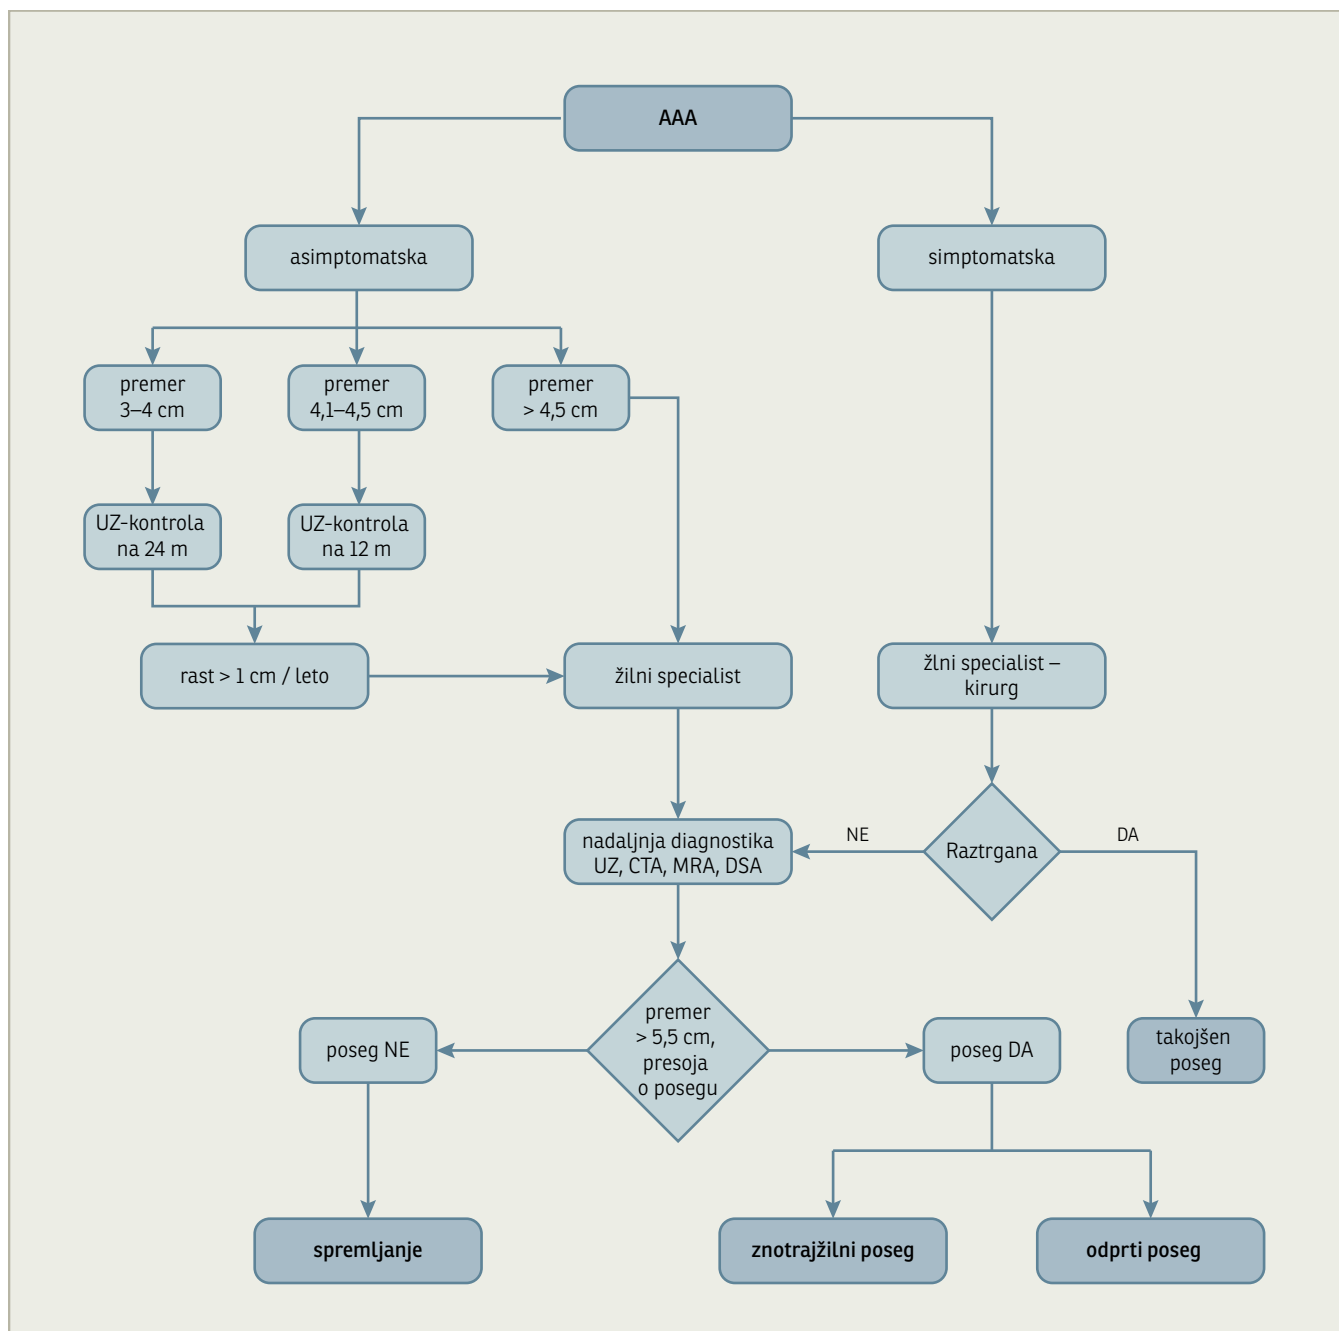 AAA
asimptomatska
simptomatska
premer
3–4 cm
premer
4,1–4,5 cm
premer
> 4,5 cm
UZ-kontrola
na 24 m
UZ-kontrola
na 12 m
rast > 1 cm / leto
žilni specialist
žlni specialist –
kirurg
nadaljnja diagnostika
UZ, CTA, MRA, DSA
NE
Raztrgana
DA
poseg NE
premer
> 5,5 cm,
presoja
o posegu
poseg DA
takojšen
poseg
spremljanje
znotrajžilni poseg
odprti poseg